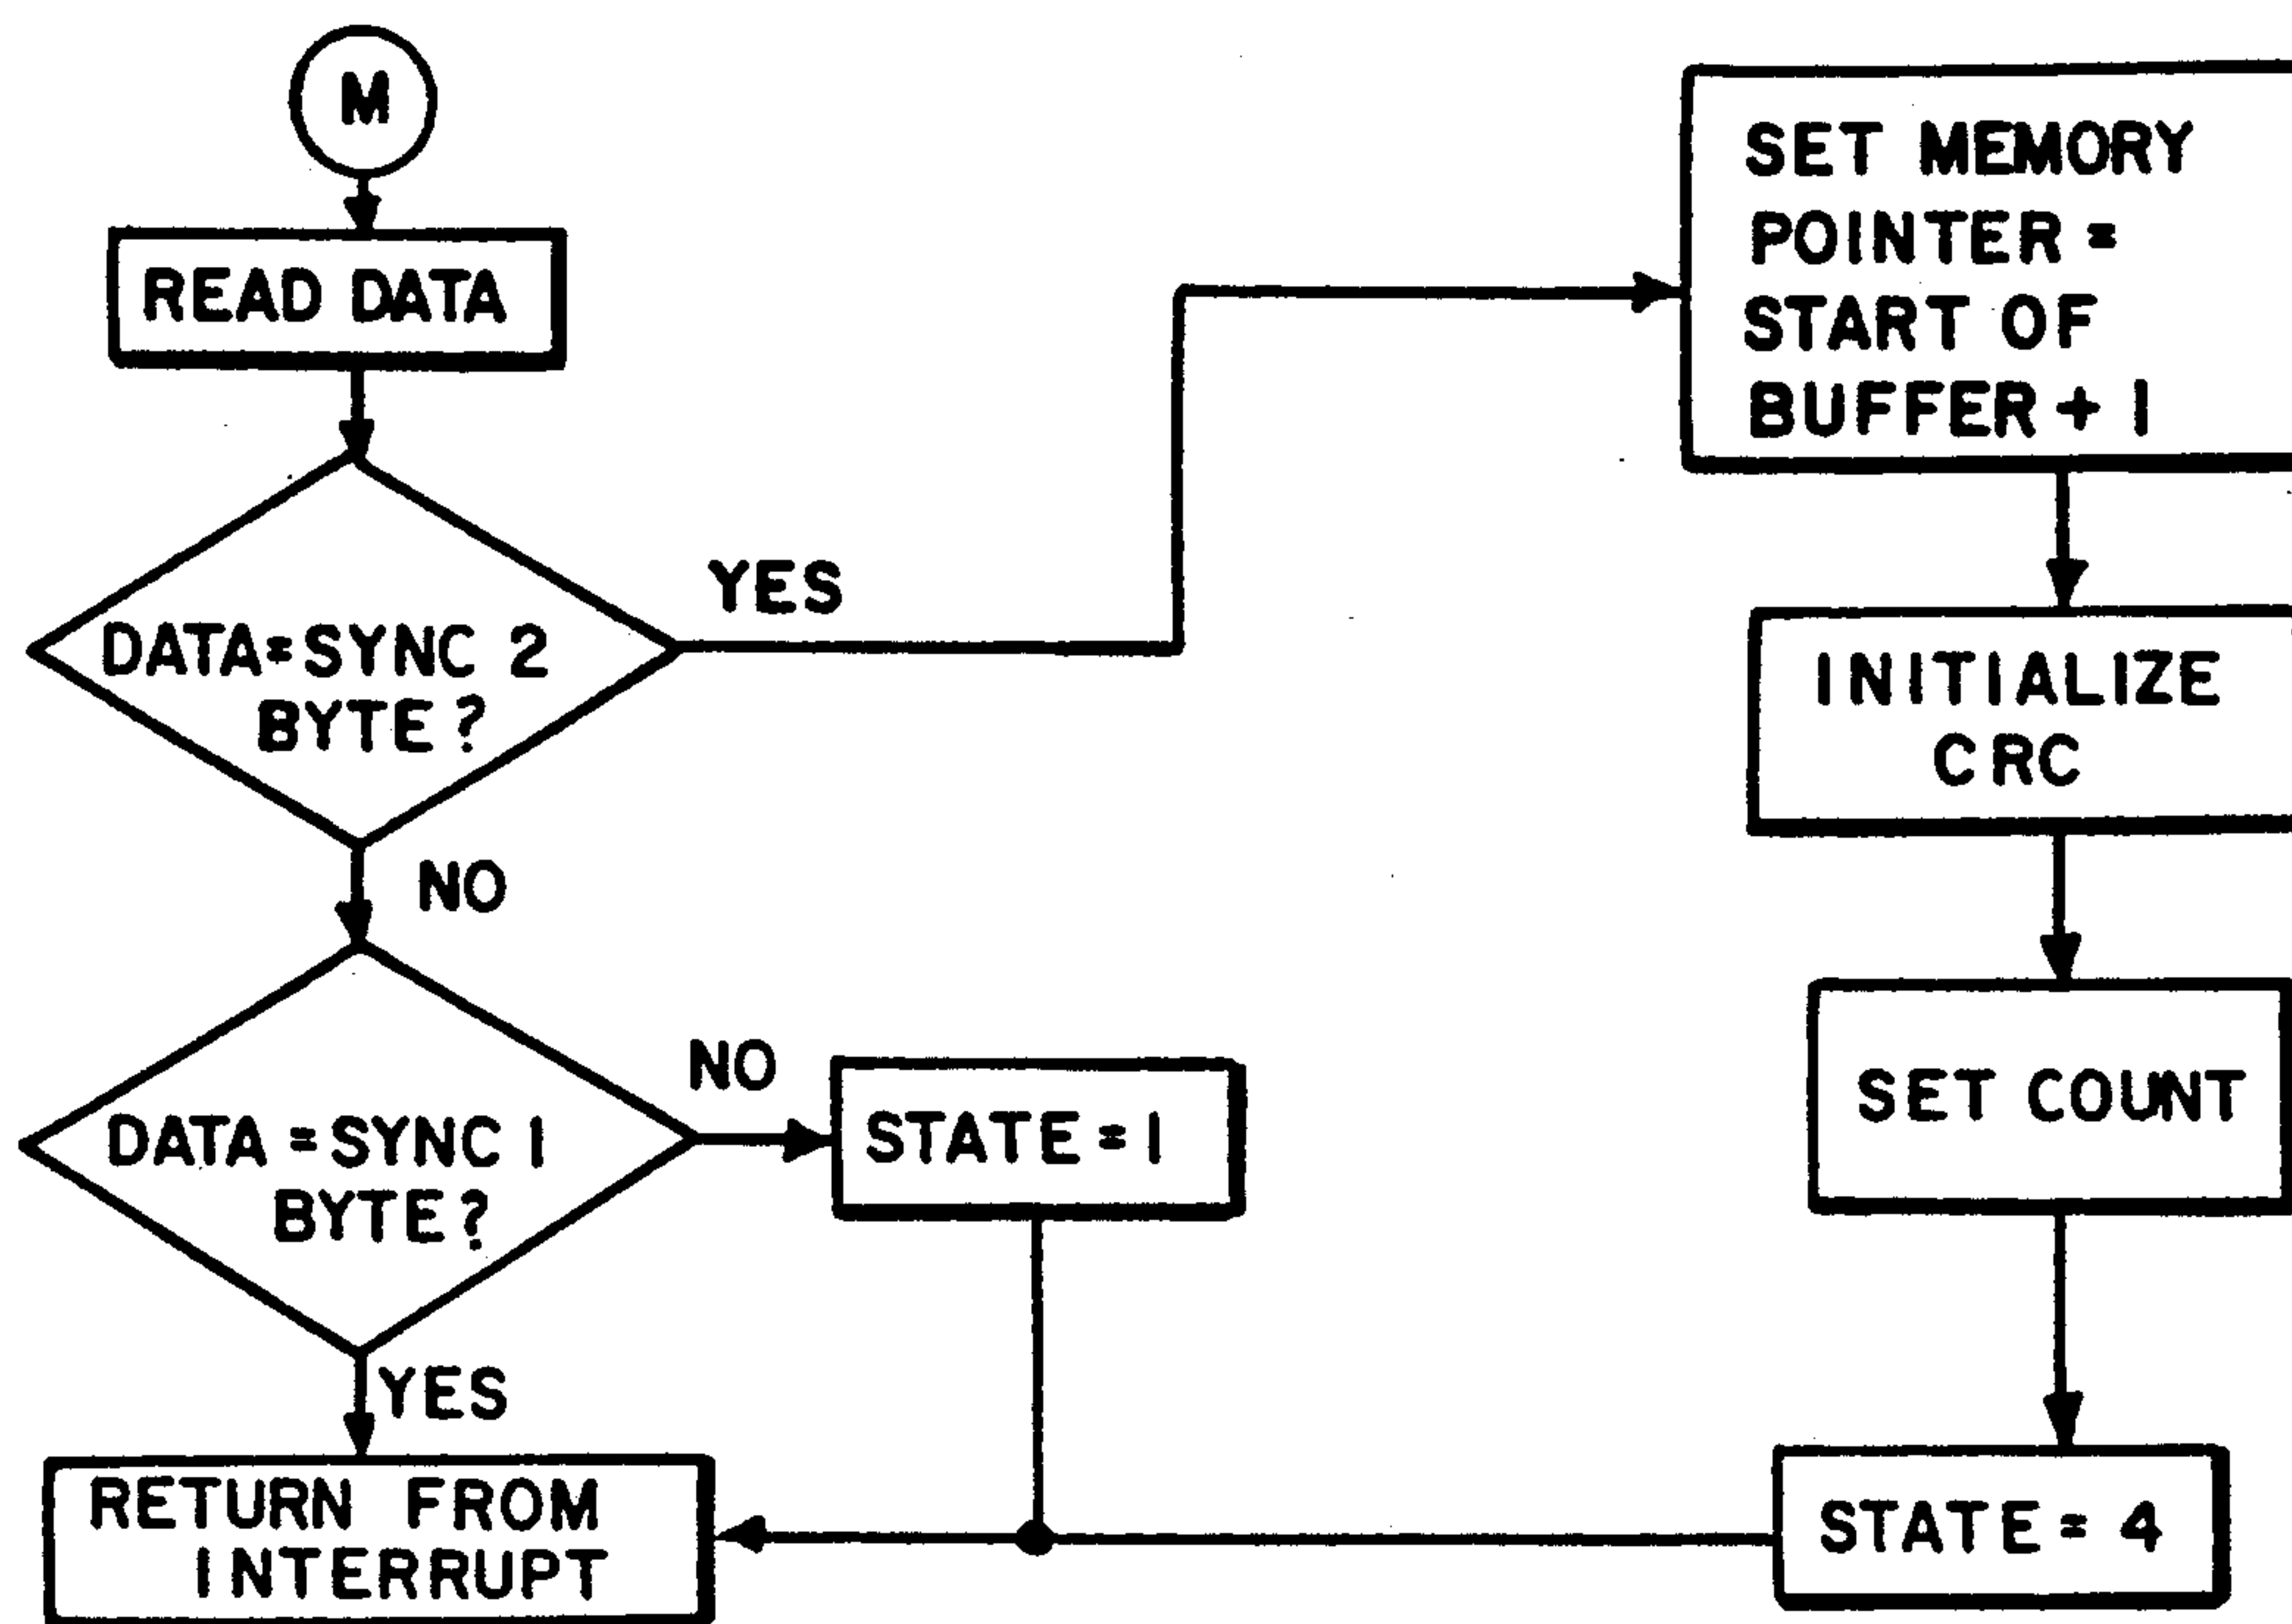 M
READ DATA
DATA=SYNC 2
BYTE?
YES
NO
DATA=SYNC 1
BYTE?
NO
STATE=1
YES
RETURN FROM
INTERRUPT
SET MEMORY
POINTER=
START OF
BUFFER+1
INITIALIZE
CRC
SET COUNT
STATE=4